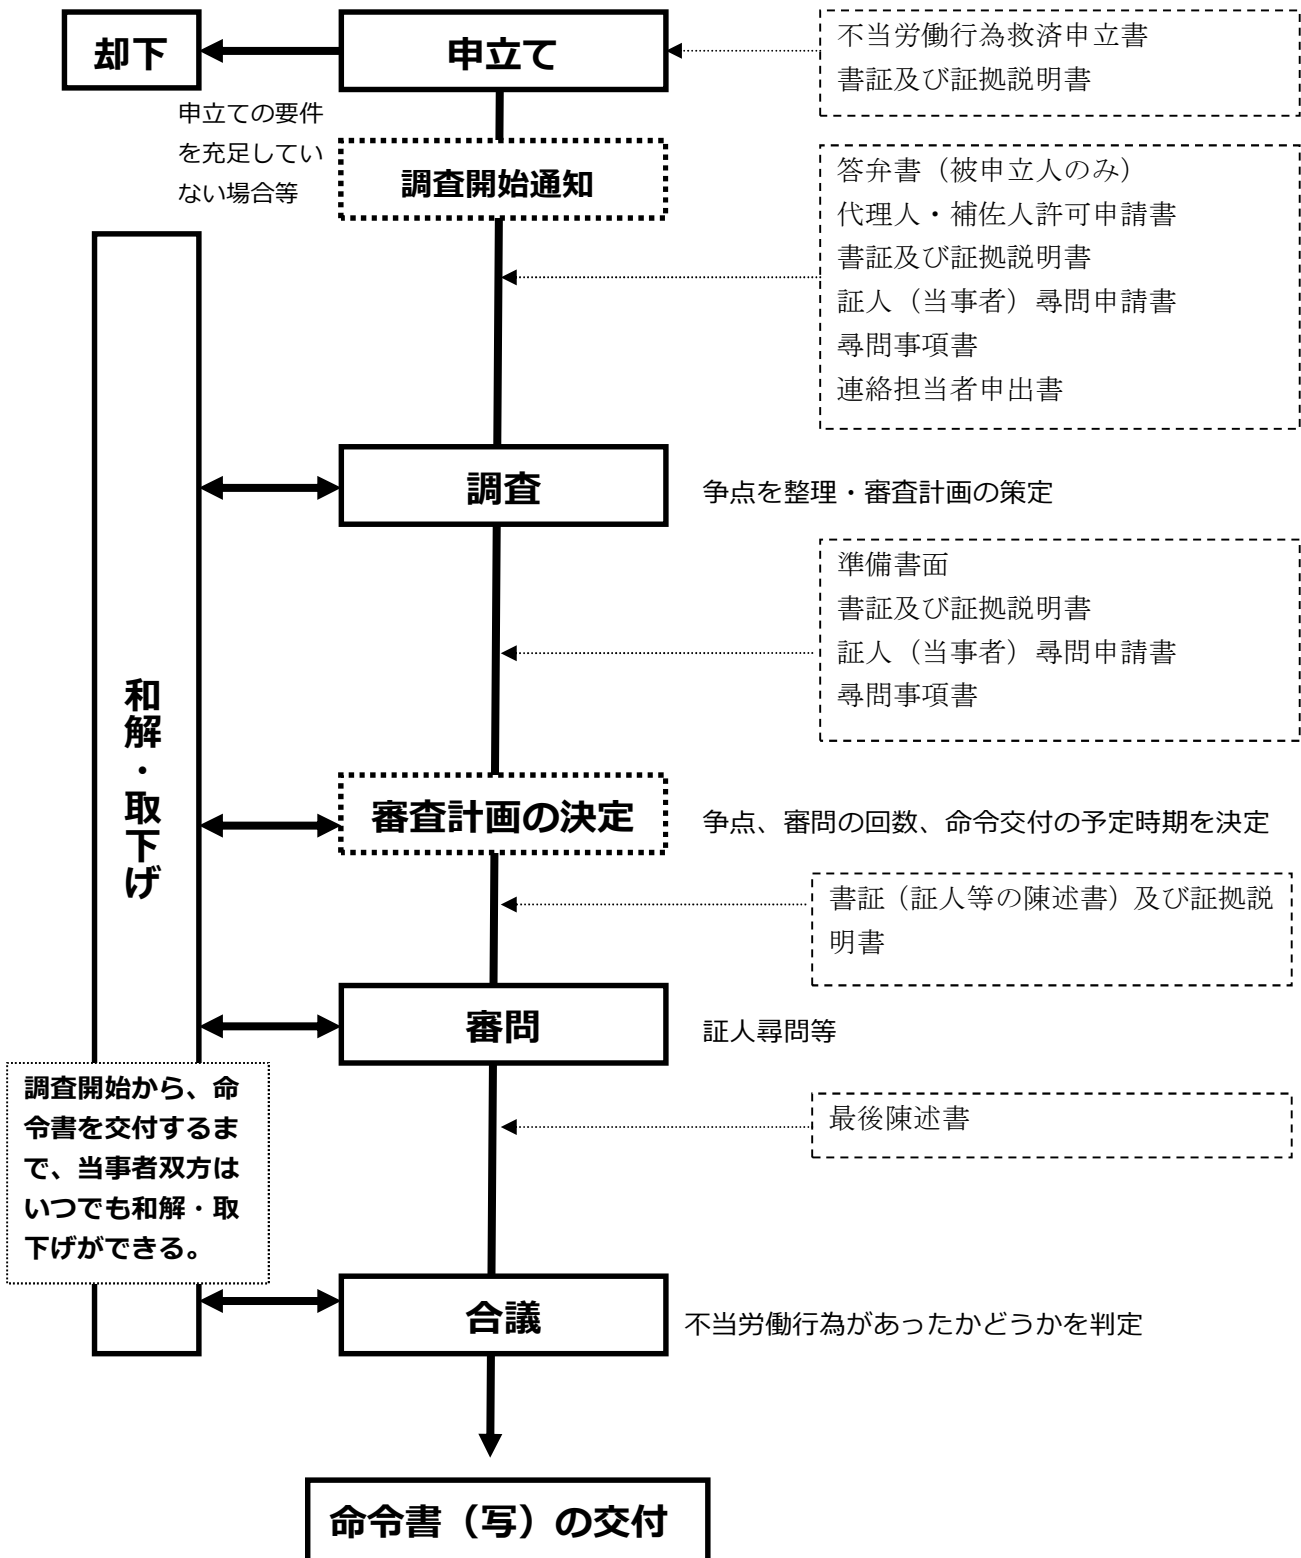 却下
申立て
不当労働行為救済申立書
書証及び証拠説明書
申立ての要件
を充足してい
ない場合等
調査開始通知
答弁書（被申立人のみ）
代理人・補佐人許可申請書
書証及び証拠説明書
証人（当事者）尋問申請書
尋問事項書
連絡担当者申出書
調査
争点を整理・審査計画の策定
準備書面
書証及び証拠説明書
証人（当事者）尋問申請書
尋問事項書
和解・取下げ
審査計画の決定
争点、審問の回数、命令交付の予定時期を決定
書証（証人等の陳述書）及び証拠説
明書
審問
証人尋問等
調査開始から、命
令書を交付するま
で、当事者双方は
いつでも和解・取
下げができる。
最後陳述書
合議
不当労働行為があったかどうかを判定
命令書（写）の交付